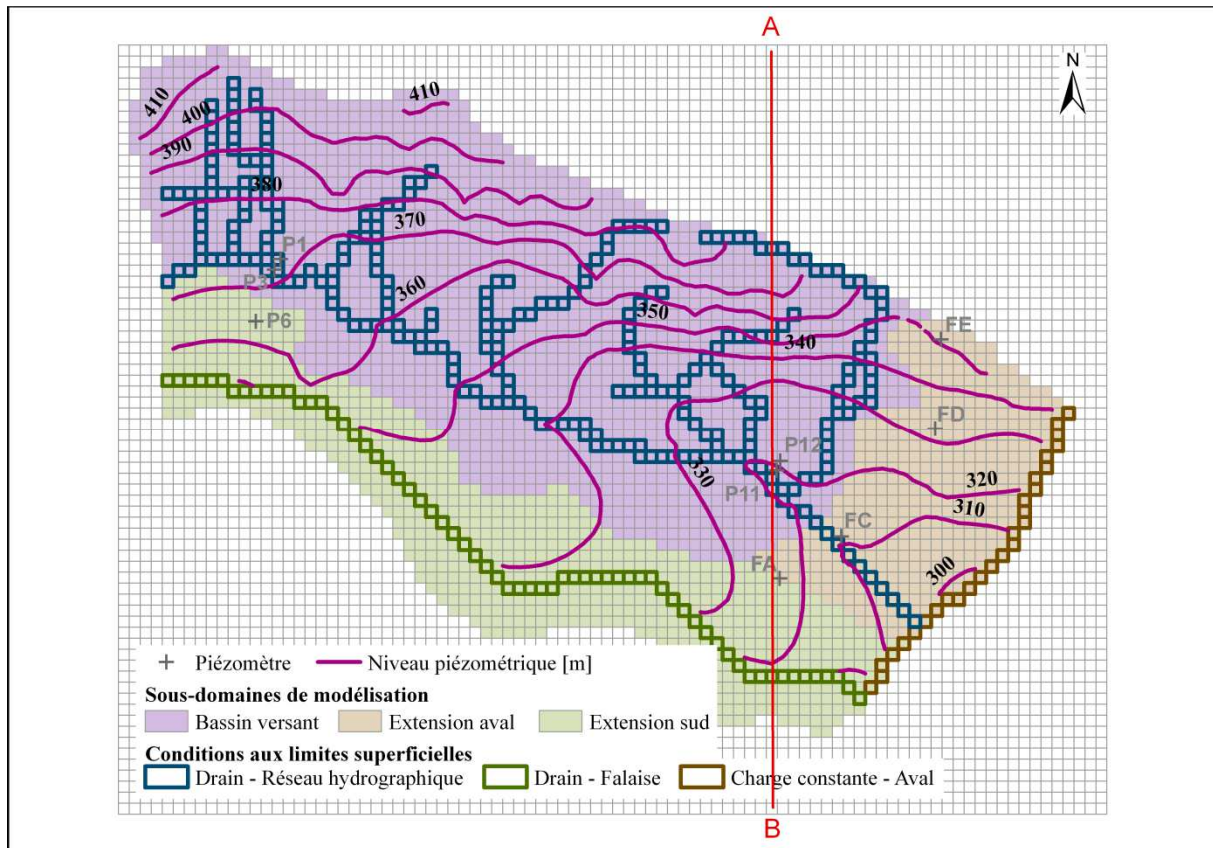 A
N
410
410
400
390
380
370
P1
P3
360
P6
350
340
FE
FD
P12
330
P11
320
310
FC
FA
300
Piézomètre
Niveau piézométrique [m]
Sous-domaines de modélisation
Bassin versant
Extension aval
Extension sud
Conditions aux limites superficielles
Drain - Réseau hydrographique
Drain - Falaise
Charge constante - Aval
B